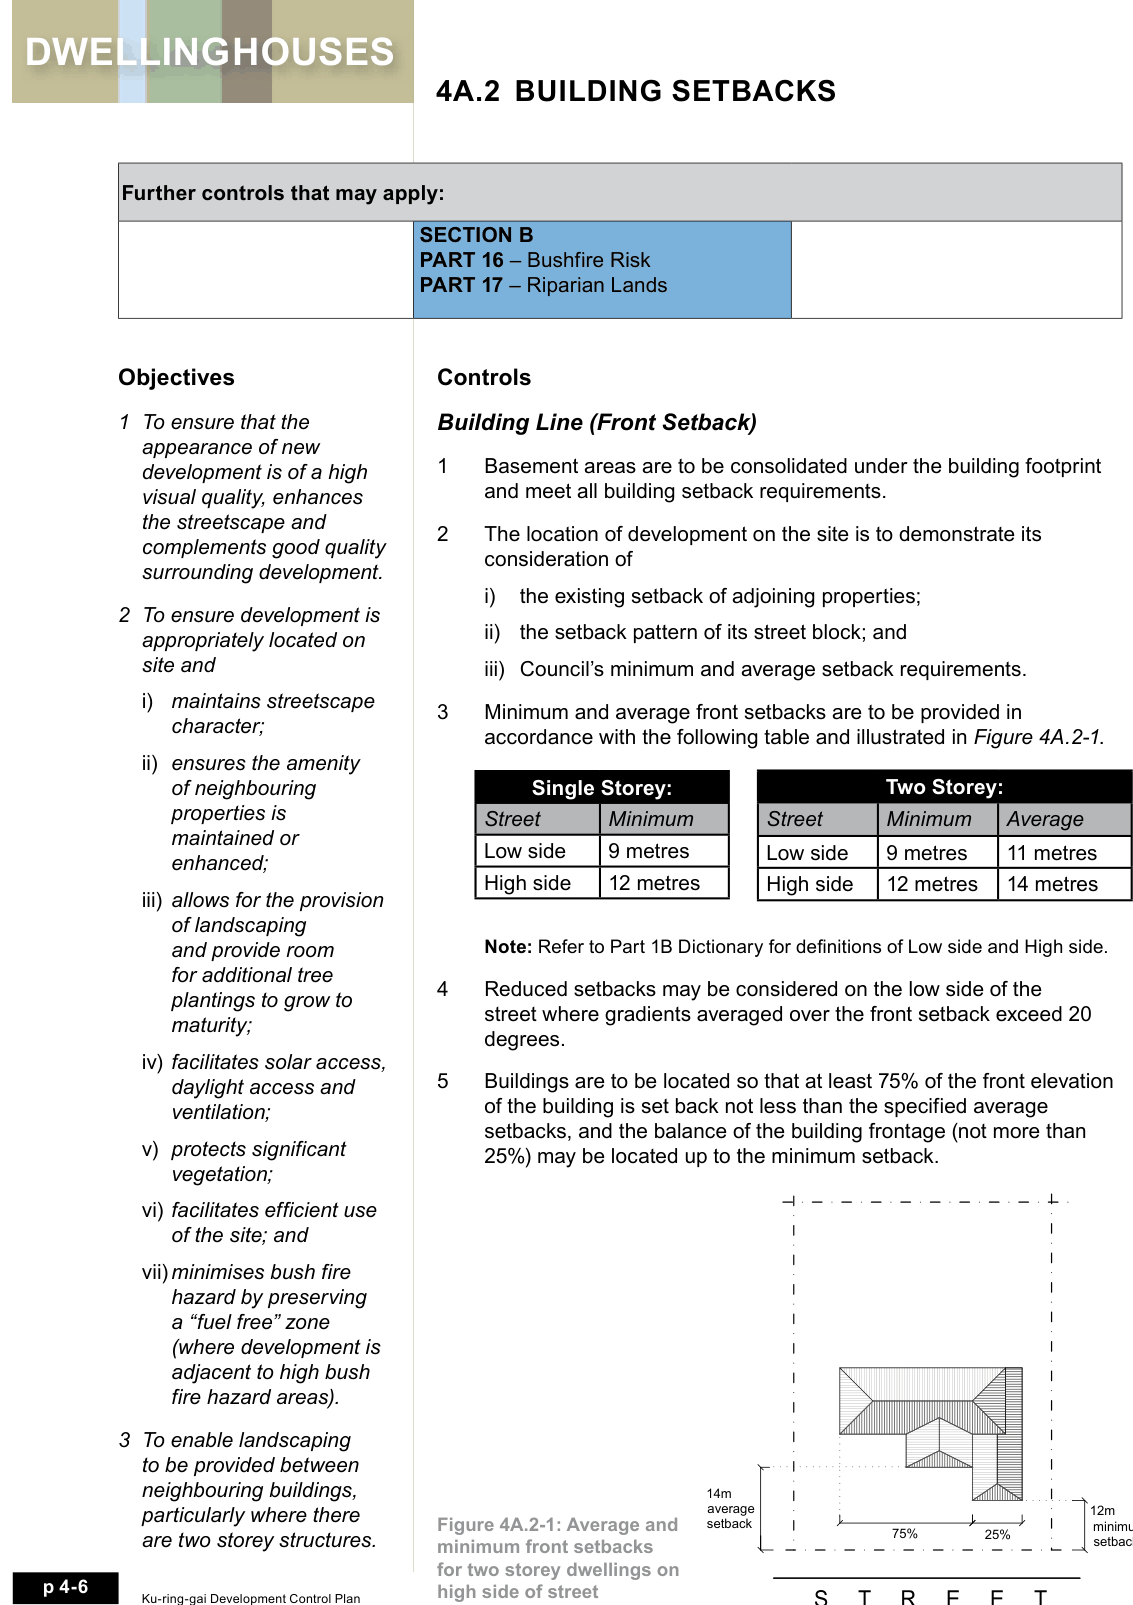 DWELLINGHOUSES
4A.2 BUILDING SETBACKS
Further controls that may apply:
SECTION B
PART 16 – Bushfire Risk
PART 17 – Riparian Lands
Objectives
1 To ensure that the
appearance of new
development is of a high
visual quality, enhances
the streetscape and
complements good quality
surrounding development.
2 To ensure development is
appropriately located on
site and
i) maintains streetscape
character;
ii) ensures the amenity
of neighbouring
properties is
maintained or
enhanced;
iii) allows for the provision
of landscaping
and provide room
for additional tree
plantings to grow to
maturity;
iv) facilitates solar access,
daylight access and
ventilation;
v) protects significant
vegetation;
vi) facilitates efficient use
of the site; and
vii) minimises bush fire
hazard by preserving
a “fuel free” zone
(where development is
adjacent to high bush
fire hazard areas).
3 To enable landscaping
to be provided between
neighbouring buildings,
particularly where there
are two storey structures.
Controls
Building Line (Front Setback)
1 Basement areas are to be consolidated under the building footprint
and meet all building setback requirements.
2 The location of development on the site is to demonstrate its
consideration of
i) the existing setback of adjoining properties;
ii) the setback pattern of its street block; and
iii) Council’s minimum and average setback requirements.
3 Minimum and average front setbacks are to be provided in
accordance with the following table and illustrated in Figure 4A.2-1.
Single Storey:
Street Minimum
Low side 9 metres
High side 12 metres
Two Storey:
Street Minimum Average
Low side 9 metres 11 metres
High side 12 metres 14 metres
Note: Refer to Part 1B Dictionary for definitions of Low side and High side.
4 Reduced setbacks may be considered on the low side of the
street where gradients averaged over the front setback exceed 20
degrees.
5 Buildings are to be located so that at least 75% of the front elevation
of the building is set back not less than the specified average
setbacks, and the balance of the building frontage (not more than
25%) may be located up to the minimum setback.
14m
average
setback
75%
25%
12m
minimu
setbac
STREET
Figure 4A.2-1: Average and
minimum front setbacks
for two storey dwellings on
high side of street
p 4-6
Ku-ring-gai Development Control Plan